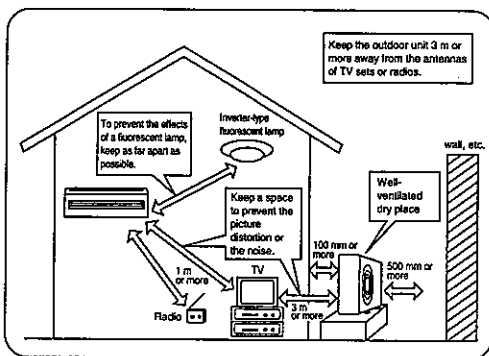 Keep the outdoor unit 3 m or
more away from the antennas
of TV sets or radios.
To prevent the effects
of a fluorescent lamp,
keep as far apart as
possible.
Inverter-type
fluorescent lamp
wall, etc.
Keep a space
to prevent the
picture
distortion or
the noise.
Well-
ventilated
dry place
100 mm or
more
500 mm or
more
1 m
or more
TV
3 m
or more
Radio